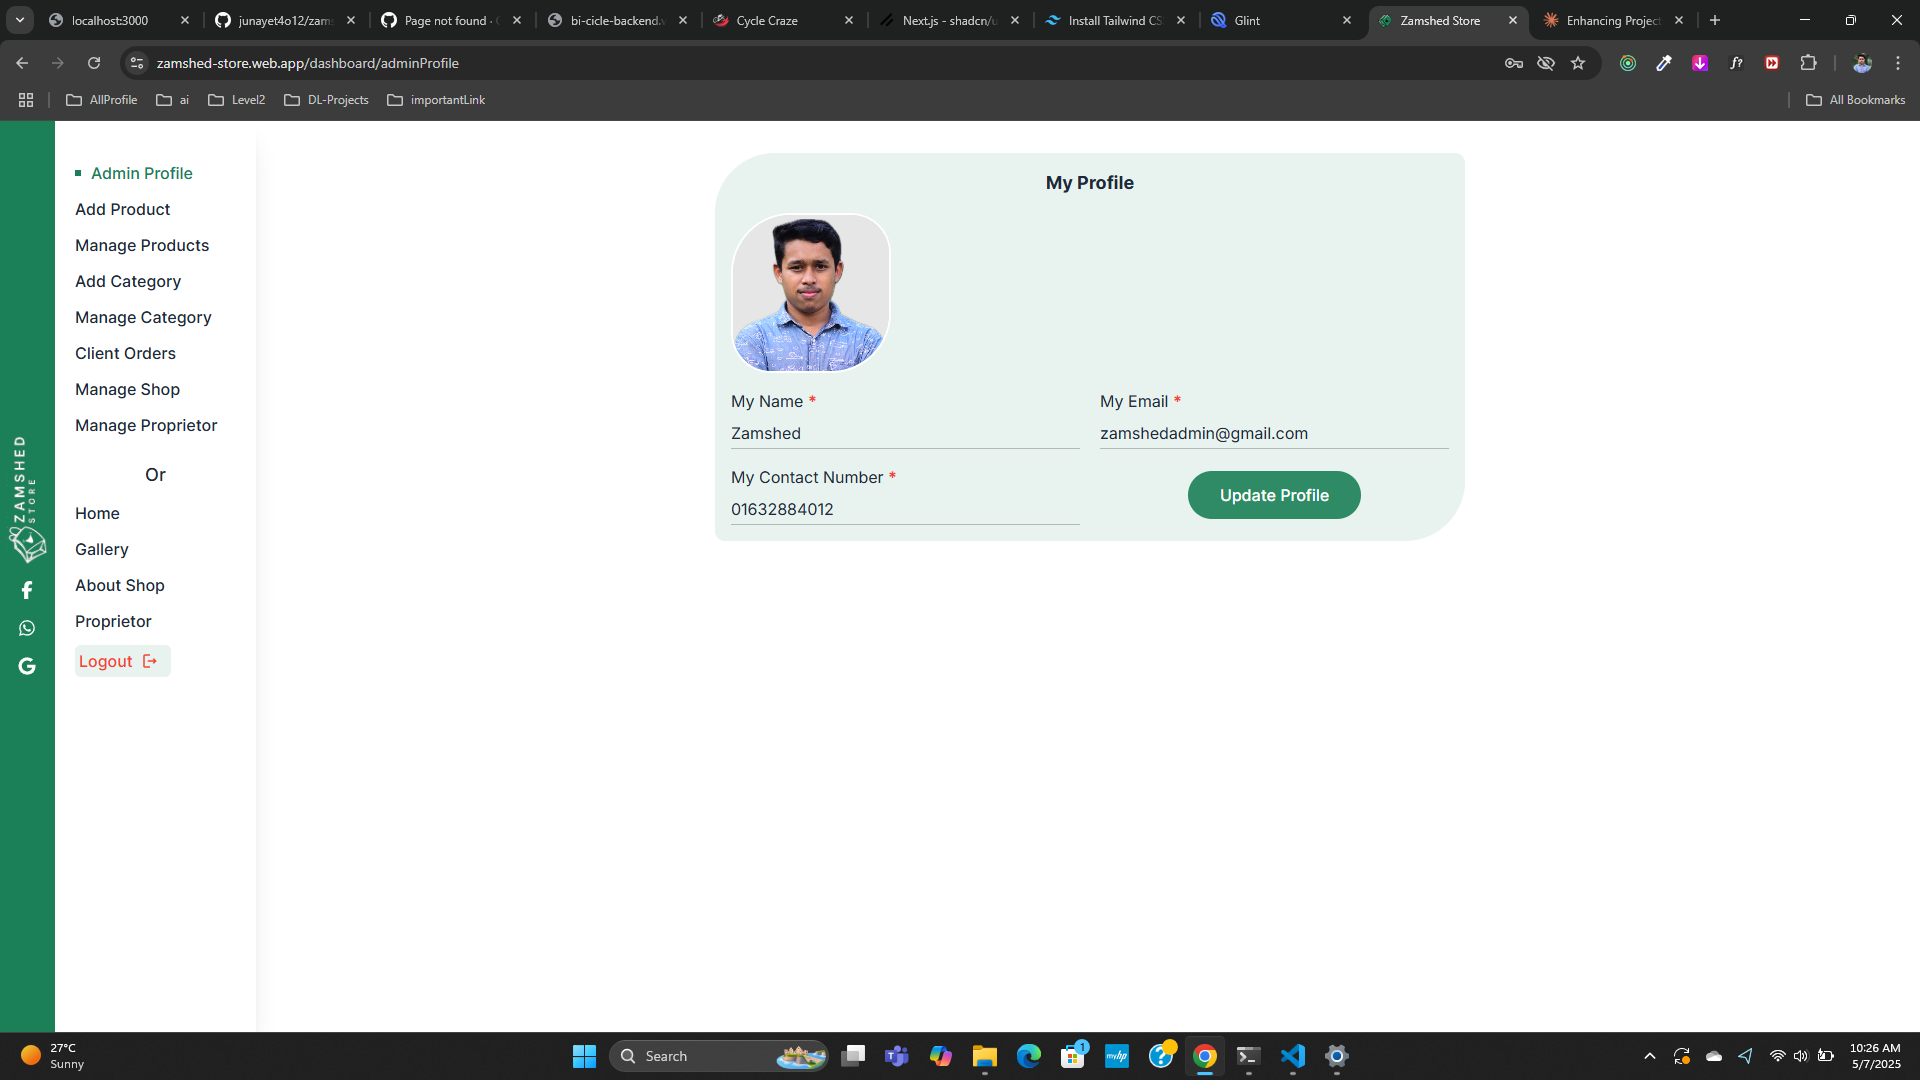 localhost:3000
junayet4o12/zams
Page not found ·
bi-cicle-backend.v
Cycle Craze
Next.js - shadcn/u
Install Tailwind CS
Glint
Zamshed Store
Enhancing Project
zamshed-store.web.app/dashboard/adminProfile
AllProfile
ai
Level2
DL-Projects
importantLink
All Bookmarks
ZAMSHED
STORE
Admin Profile
Add Product
Manage Products
Add Category
Manage Category
Client Orders
Manage Shop
Manage Proprietor
Or
Home
Gallery
About Shop
Proprietor
Logout
My Profile
My Name *
Zamshed
My Email *
zamshedadmin@gmail.com
My Contact Number *
01632884012
Update Profile
27°C
Sunny
Search
1
10:26 AM
5/7/2025